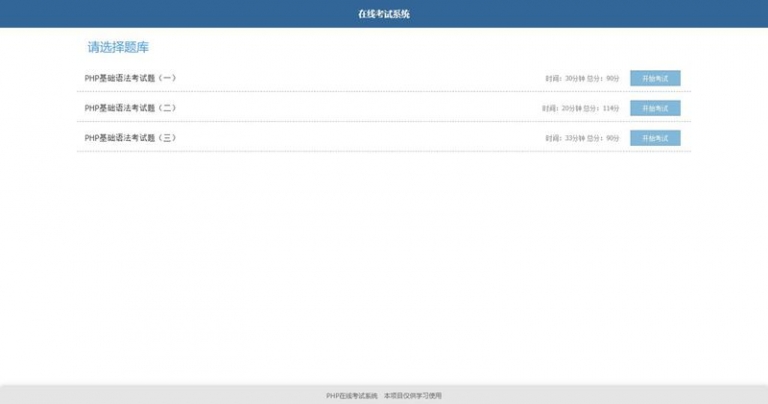 在线考试系统
请选择题库
PHP基础语法考试题（一） 时间：30分钟 总分：90分 开始考试
PHP基础语法考试题（二） 时间：20分钟 总分：114分 开始考试
PHP基础语法考试题（三） 时间：33分钟 总分：90分 开始考试
PHP在线考试系统 本项目仅供学习使用